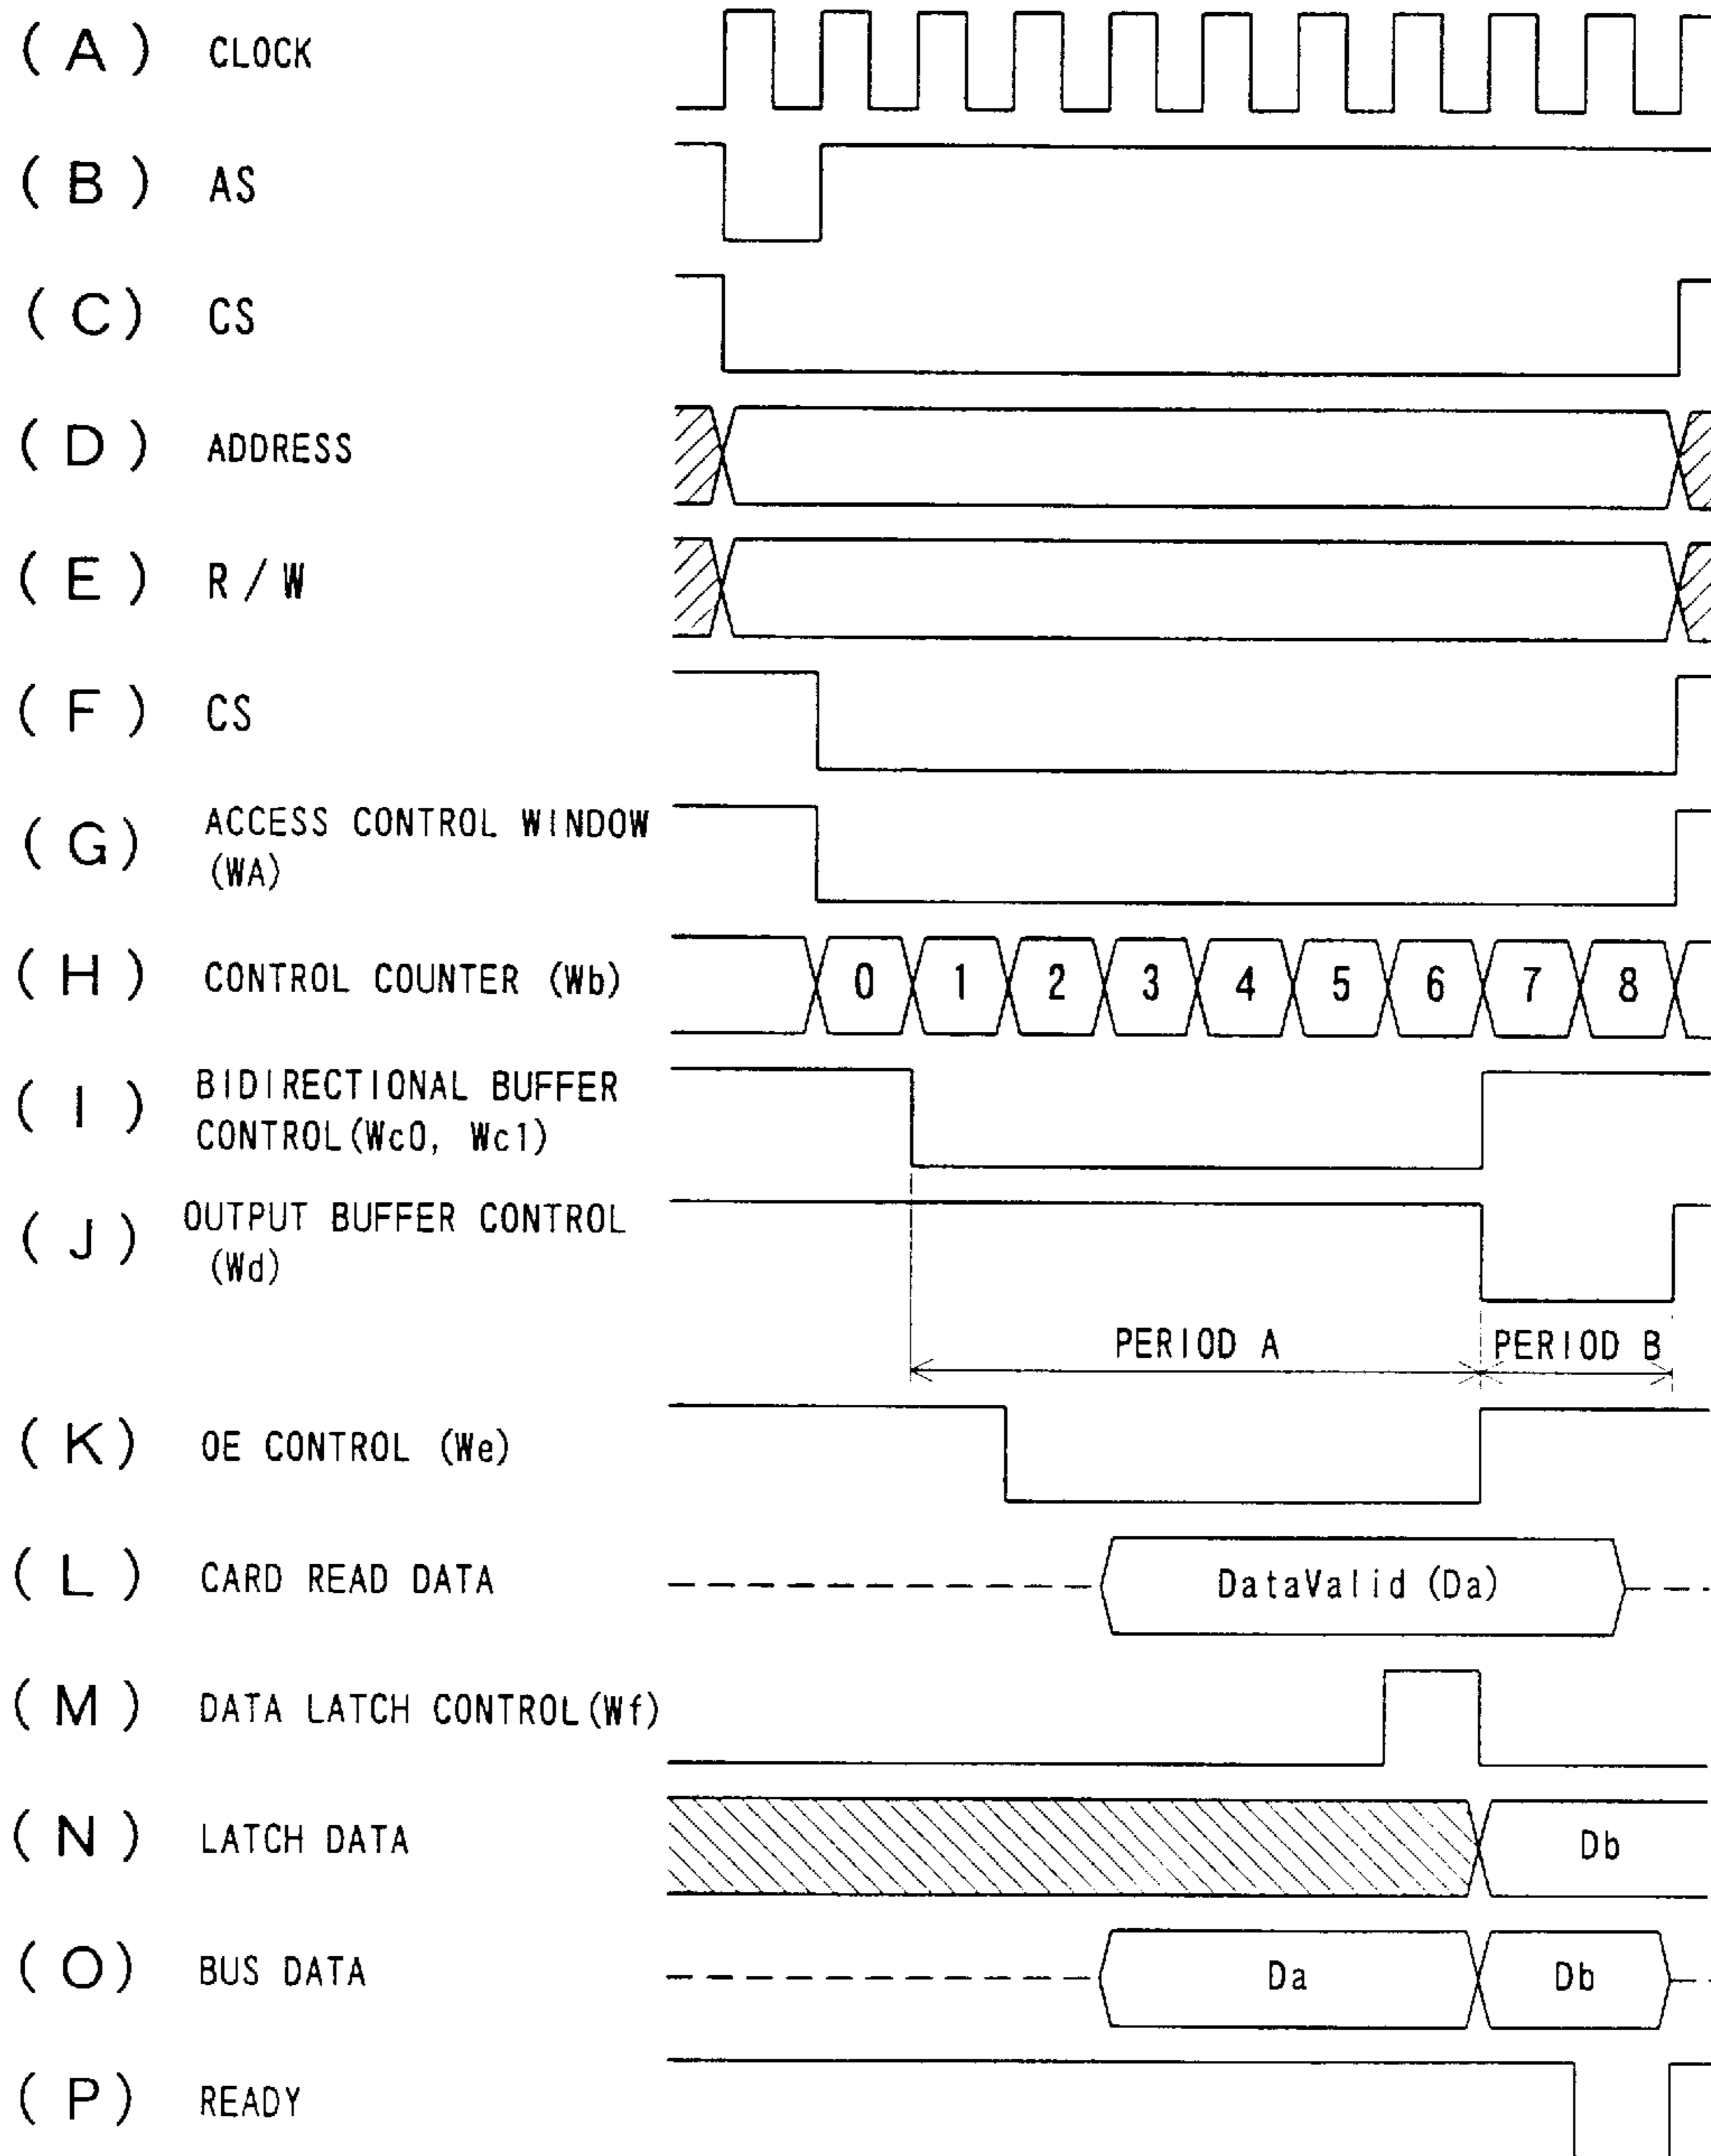 (A) CLOCK
(B) AS
(C) CS
(D) ADDRESS
(E) R/W
(F) CS
(G) ACCESS CONTROL WINDOW
(WA)
(H) CONTROL COUNTER (Wb) 0 1 2 3 4 5 6 7 8
(I) BIDIRECTIONAL BUFFER
CONTROL(Wc0, Wc1)
(J) OUTPUT BUFFER CONTROL
(Wd)
PERIOD A PERIOD B
(K) OE CONTROL (We)
(L) CARD READ DATA DataValid (Da)
(M) DATA LATCH CONTROL(Wf)
(N) LATCH DATA Db
(O) BUS DATA Da Db
(P) READY